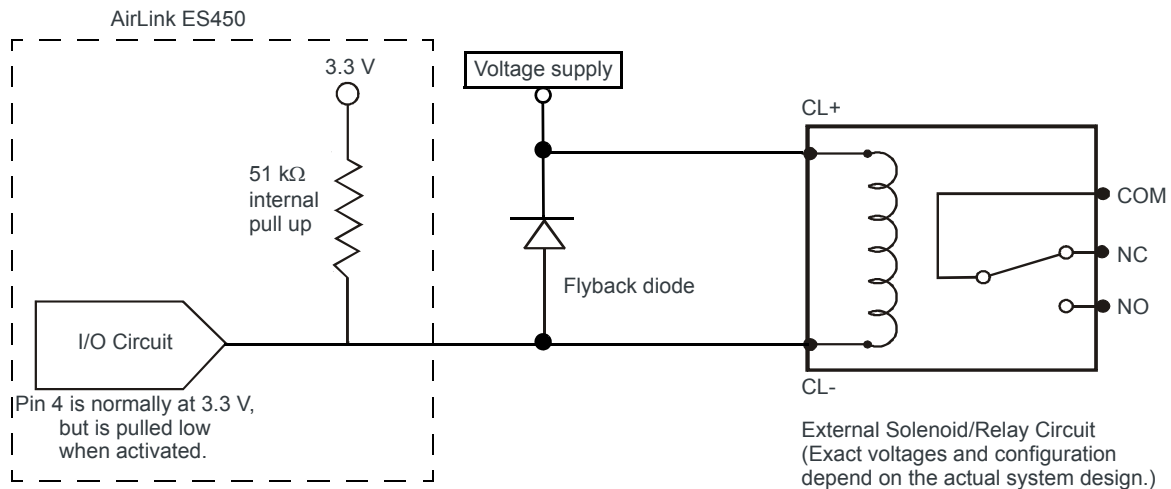 AirLink ES450
3.3 V
Voltage supply
CL+
51 kΩ
internal
pull up
COM
NC
Flyback diode
NO
I/O Circuit
CL-
Pin 4 is normally at 3.3 V,
but is pulled low
when activated.
External Solenoid/Relay Circuit
(Exact voltages and configuration
depend on the actual system design.)